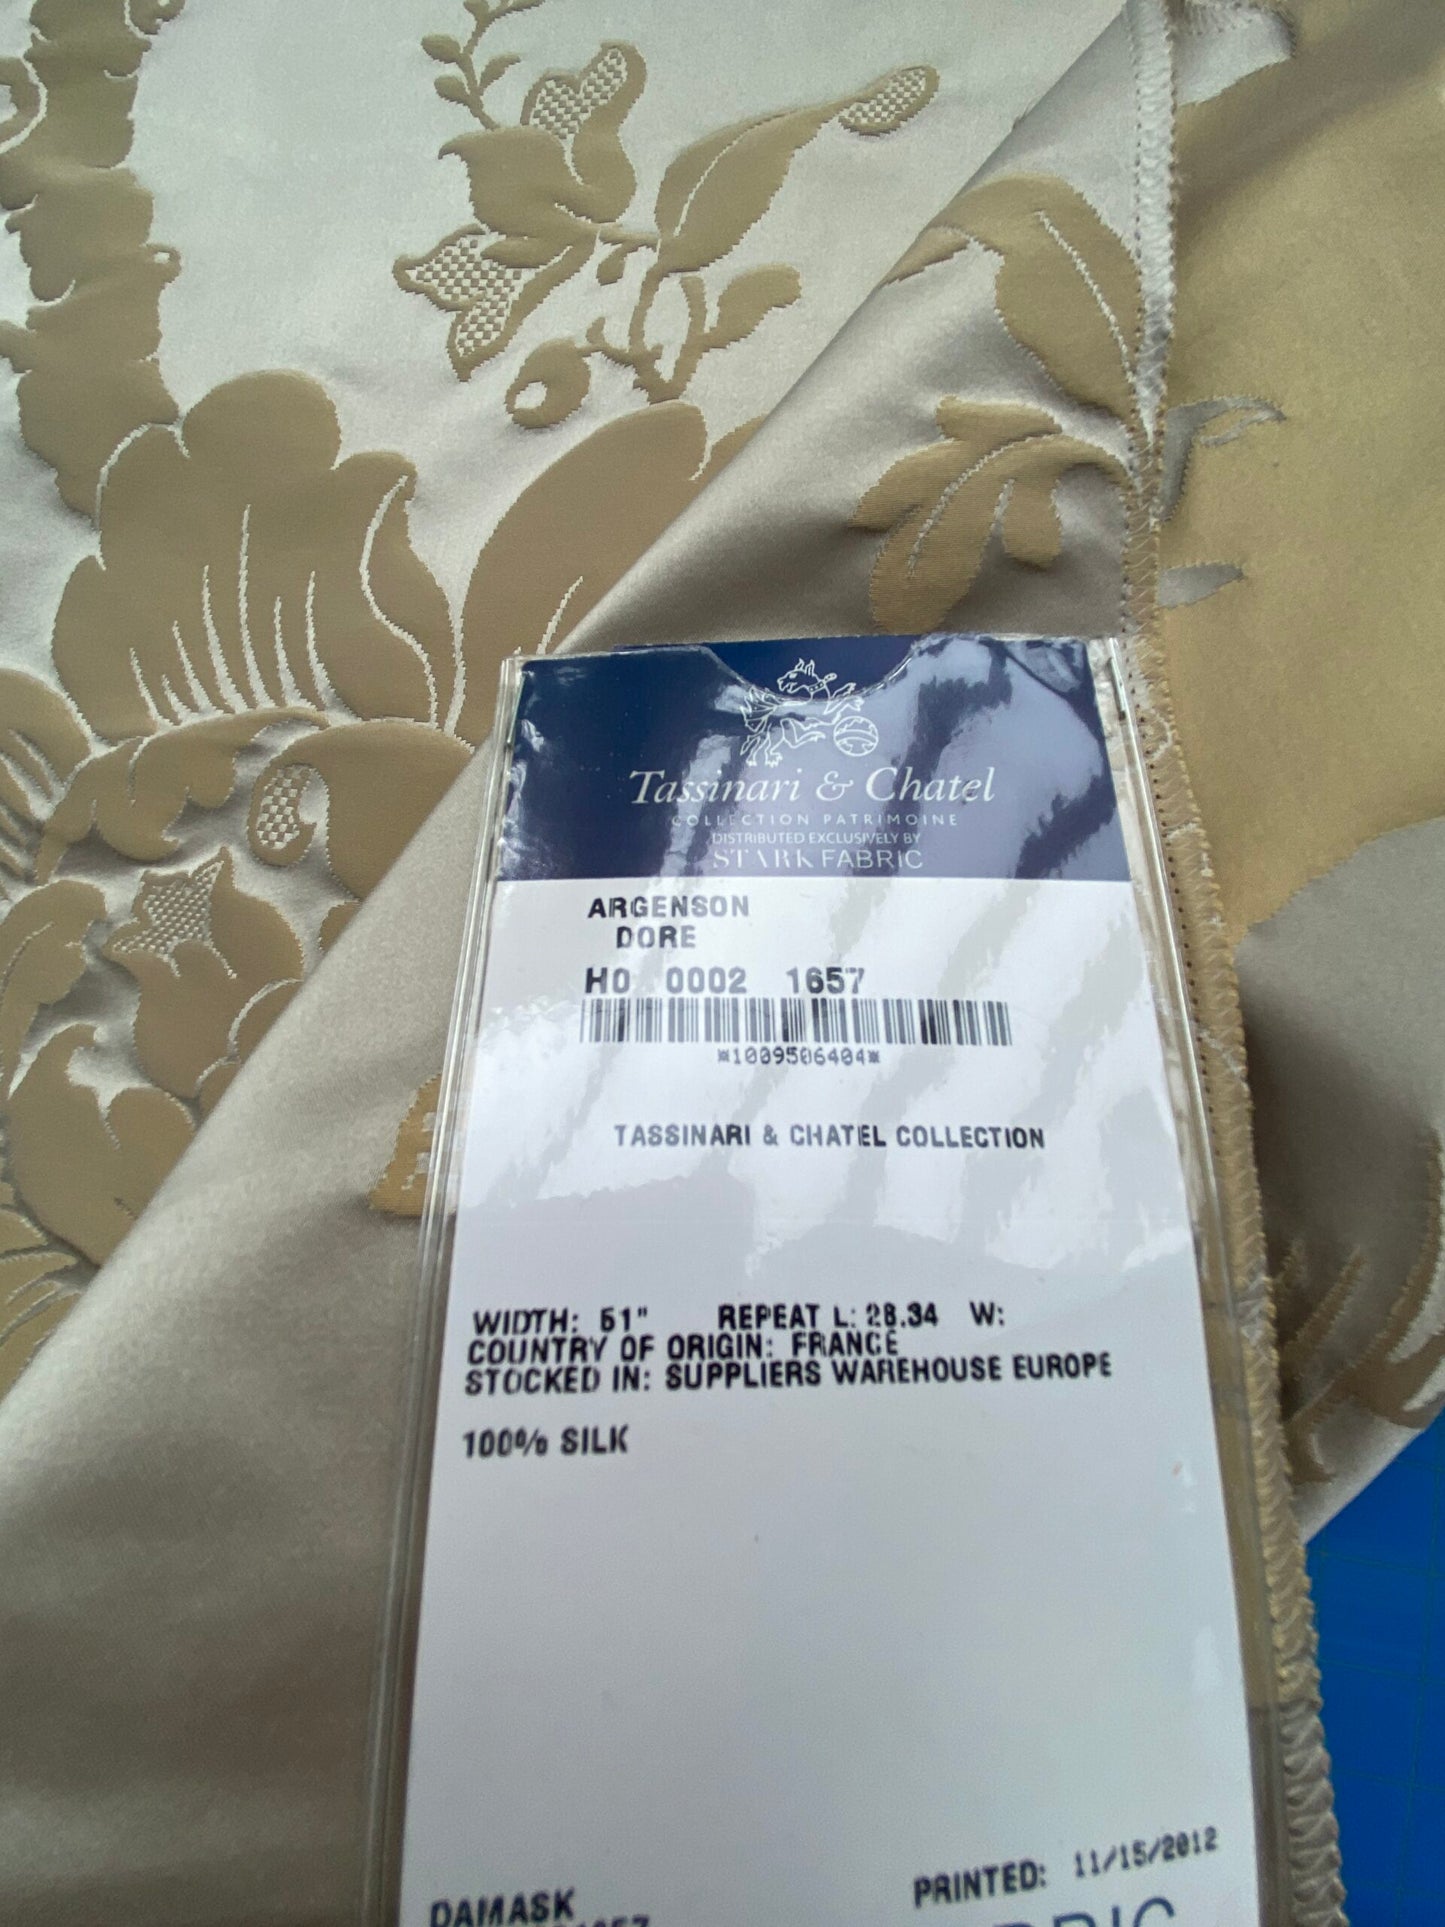 Tassinari & Chatel
COLLECTION PATRIMOINE
DISTRIBUTED EXCLUSIVELY BY
STARK FABRIC
ARGENSON
DORE
H0 0002 1657
*1009506404*
TASSINARI & CHATEL COLLECTION
WIDTH: 51" REPEAT L: 28.34 W:
COUNTRY OF ORIGIN: FRANCE
STOCKED IN: SUPPLIERS WAREHOUSE EUROPE
100% SILK
PRINTED: 11/15/2012
DAMASK